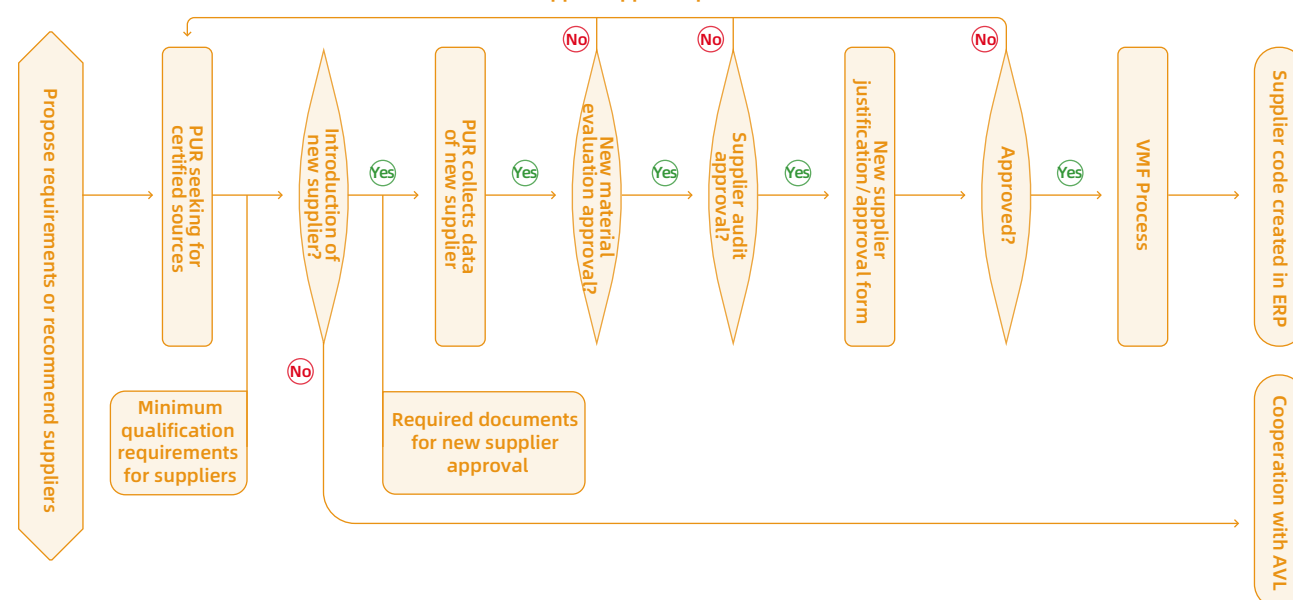 Propose requirements or recommend suppliers
PUR seeking for
certified sources
Minimum
qualification
requirements
for suppliers
Introduction of
new supplier?
Yes
No
Required documents
for new supplier
approval
PUR collects data
of new supplier
Yes
No
New material
evaluation approval?
Yes
No
Supplier audit
approval?
Yes
New supplier
justification/approval form
No
Approved?
Yes
VMF Process
Supplier code created in ERP
Cooperation with AVL